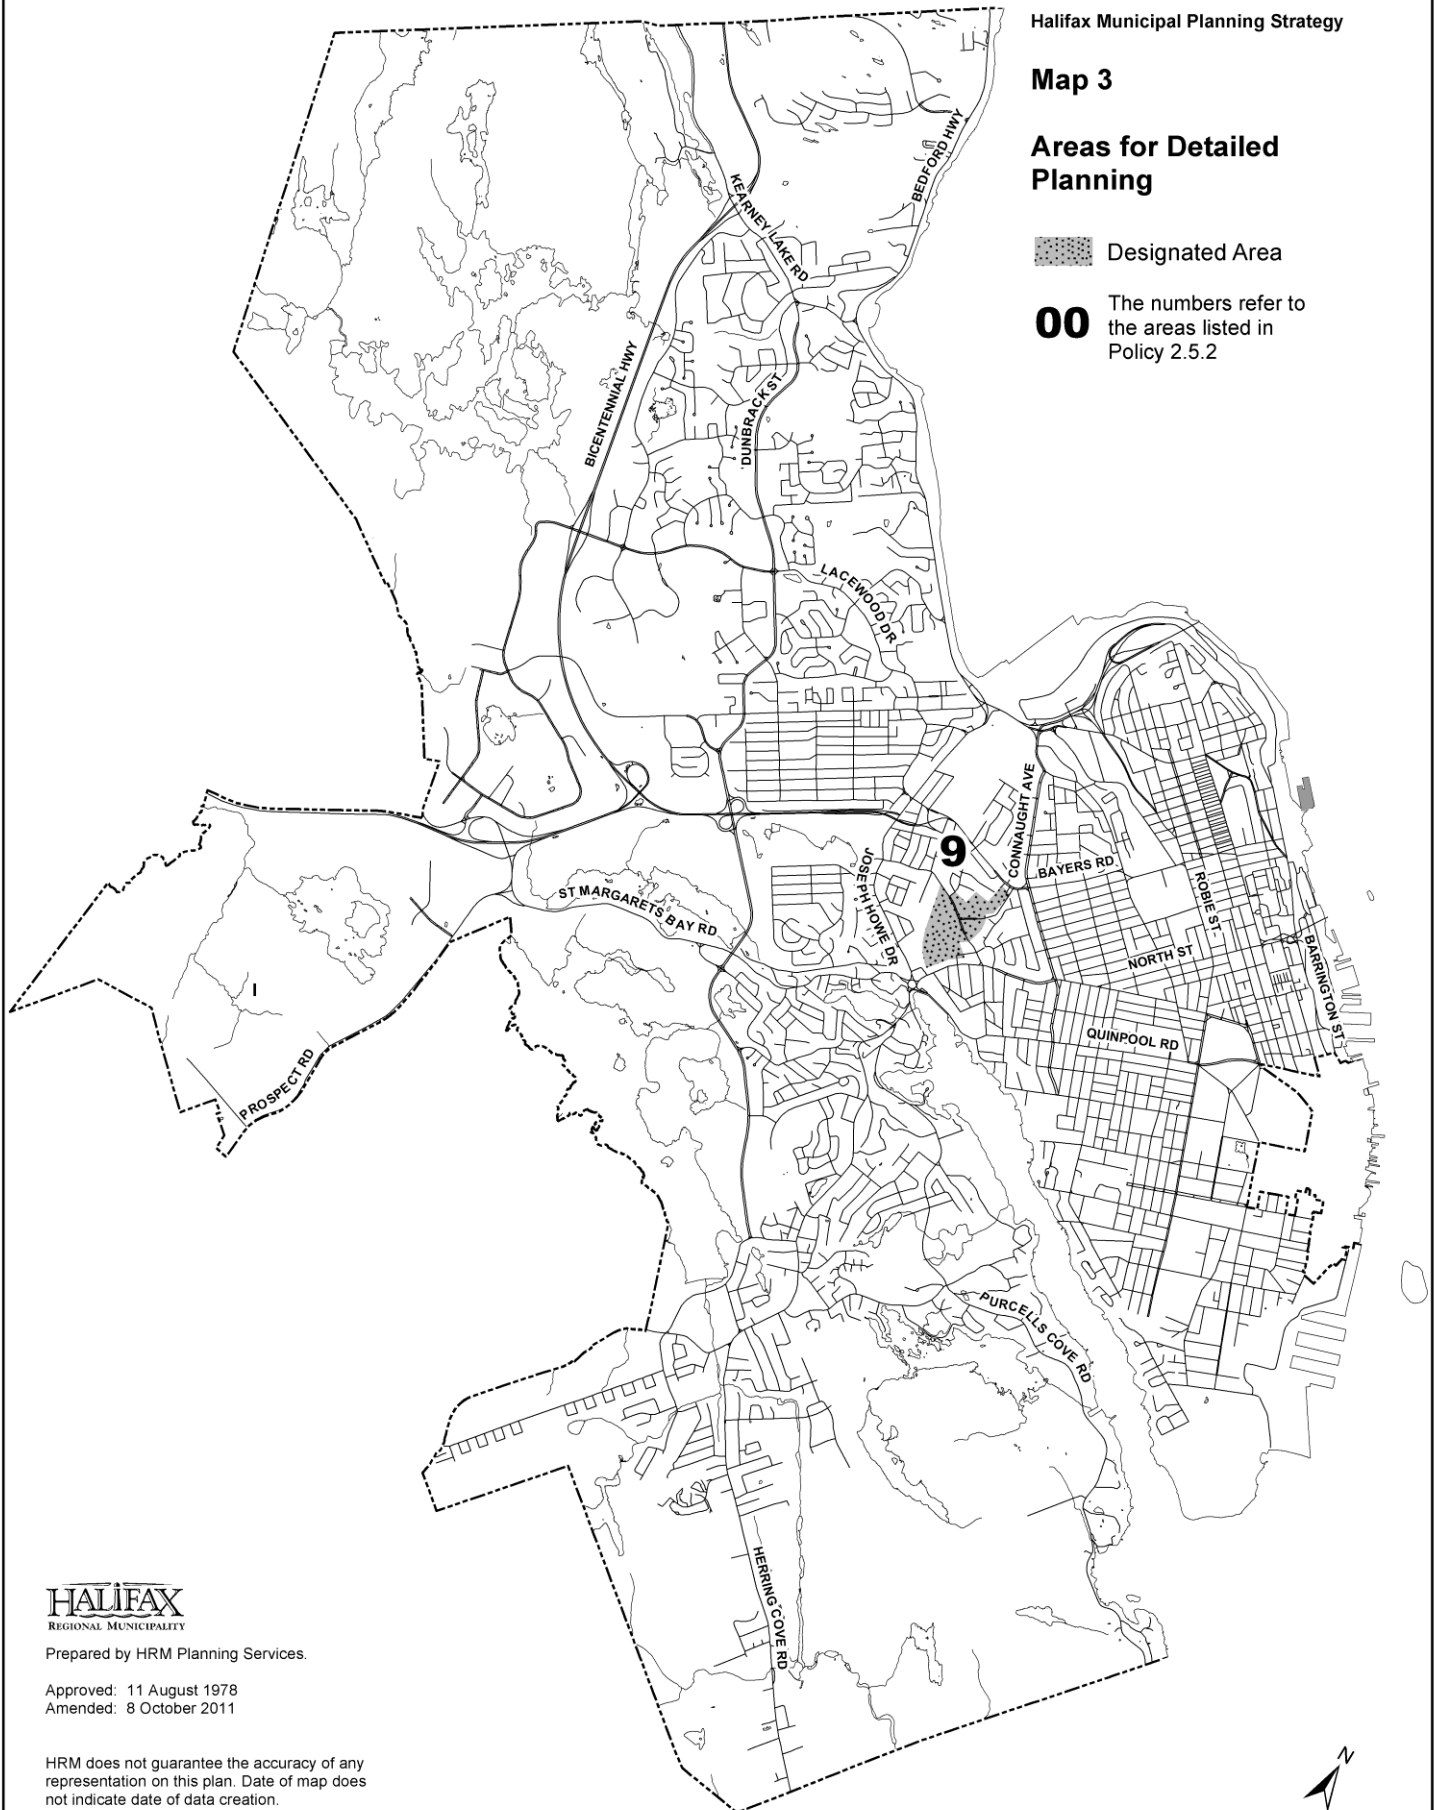 Halifax Municipal Planning Strategy
Map 3
Areas for Detailed
Planning
Designated Area
00
The numbers refer to
the areas listed in
Policy 2.5.2
BEDFORD HWY
KEARNEY LAKE RD
BICENTENNIAL HWY
DUNBRACK ST
LACEWOOD DR
CONNAUGHT AVE
9
BAYERS RD
JOSEPH HOWE DR
ROBIE ST
ST MARGARETS BAY RD
NORTH ST
BARRINGTON ST
I
QUINPOOL RD
PROSPECT RD
PURCELLS COVE RD
HERRING COVE RD
HALIFAX
REGIONAL MUNICIPALITY
Prepared by HRM Planning Services.
Approved: 11 August 1978
Amended: 8 October 2011
HRM does not guarantee the accuracy of any
representation on this plan. Date of map does
not indicate date of data creation.
N